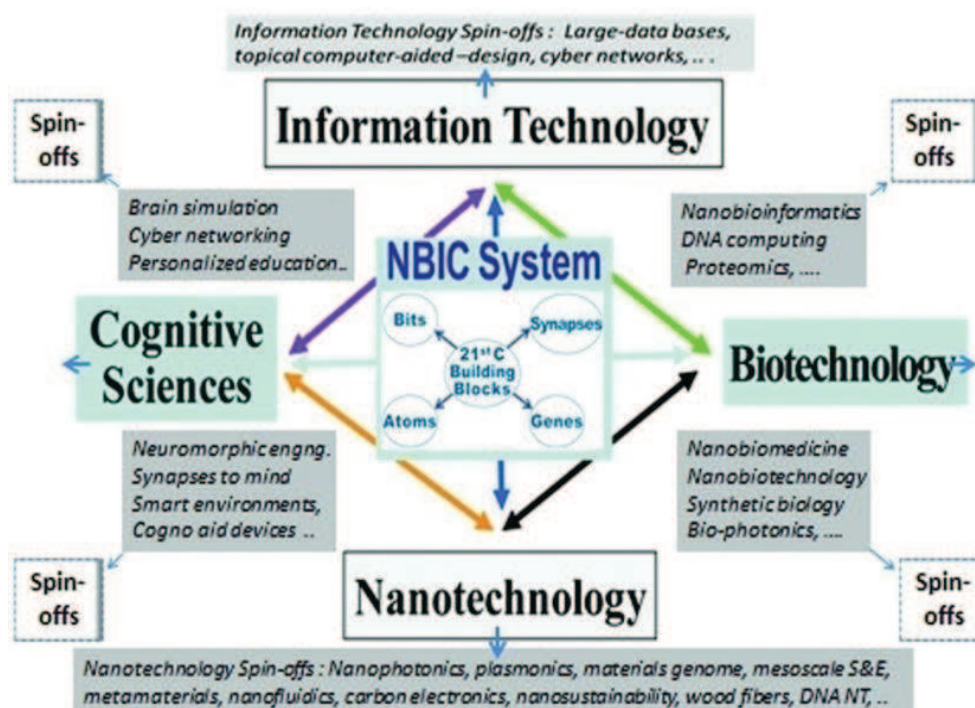 Information Technology Spin-offs : Large-data bases,
topical computer-aided –design, cyber networks, .. .
Information Technology
Spin-
offs
Spin-
offs
Brain simulation
Cyber networking
Personalized education..
Nanobioinformatics
DNA computing
Proteomics, ....
NBIC System
Bits
Synapses
21st C
Building
Blocks
Atoms
Genes
Cognitive
Sciences
Biotechnology
Neuromorphic engng.
Synapses to mind
Smart environments,
Cogno aid devices ..
Nanobiomedicine
Nanobiotechnology
Synthetic biology
Bio-photonics, ....
Spin-
offs
Spin-
offs
Nanotechnology
Nanotechnology Spin-offs : Nanophotonics, plasmonics, materials genome, mesoscale S&E,
metamaterials, nanofluidics, carbon electronics, nanosustainability, wood fibers, DNA NT, ..